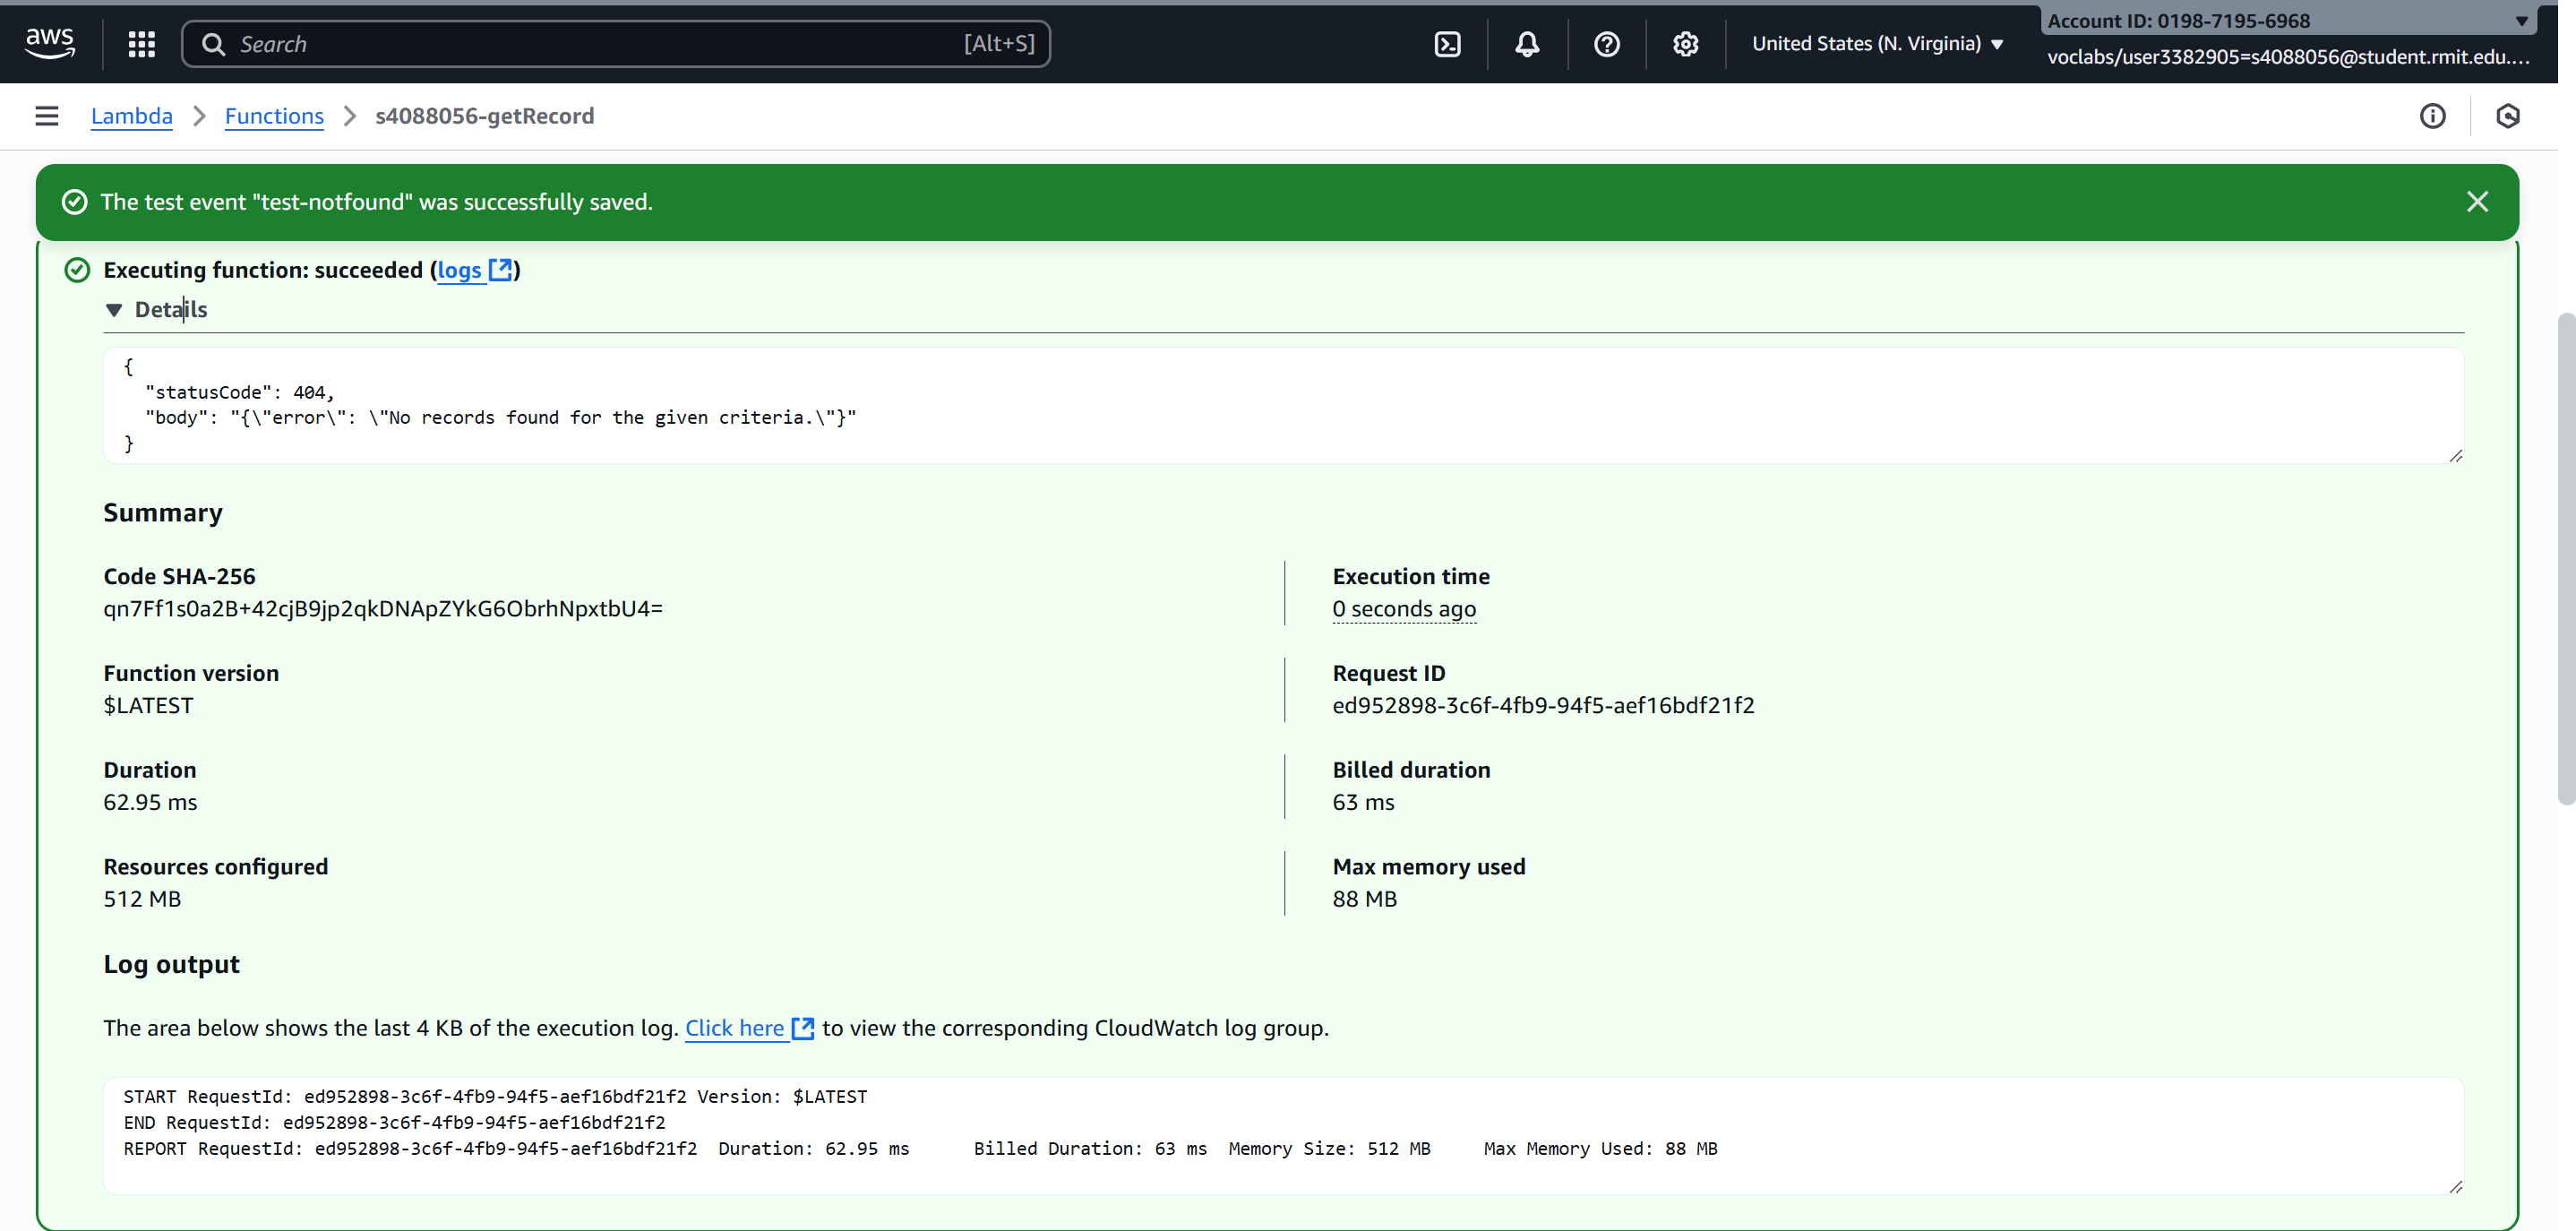 aws
Search
[Alt+S]
United States (N. Virginia)
Account ID: 0198-7195-6968
voclabs/user3382905=s4088056@student.rmit.edu....
Lambda
Functions
s4088056-getRecord
The test event "test-notfound" was successfully saved.
Executing function: succeeded (logs)
Details
{
"statusCode": 404,
"body": "{\"error\": \"No records found for the given criteria.\"}"
}
Summary
Code SHA-256
qn7Ff1s0a2B+42cjB9jp2qkDNApZYkG6ObrhNpxtbU4=
Execution time
0 seconds ago
Function version
$LATEST
Request ID
ed952898-3c6f-4fb9-94f5-aef16bdf21f2
Duration
62.95 ms
Billed duration
63 ms
Resources configured
512 MB
Max memory used
88 MB
Log output
The area below shows the last 4 KB of the execution log. Click here to view the corresponding CloudWatch log group.
START RequestId: ed952898-3c6f-4fb9-94f5-aef16bdf21f2 Version: $LATEST
END RequestId: ed952898-3c6f-4fb9-94f5-aef16bdf21f2
REPORT RequestId: ed952898-3c6f-4fb9-94f5-aef16bdf21f2 Duration: 62.95 ms Billed Duration: 63 ms Memory Size: 512 MB Max Memory Used: 88 MB